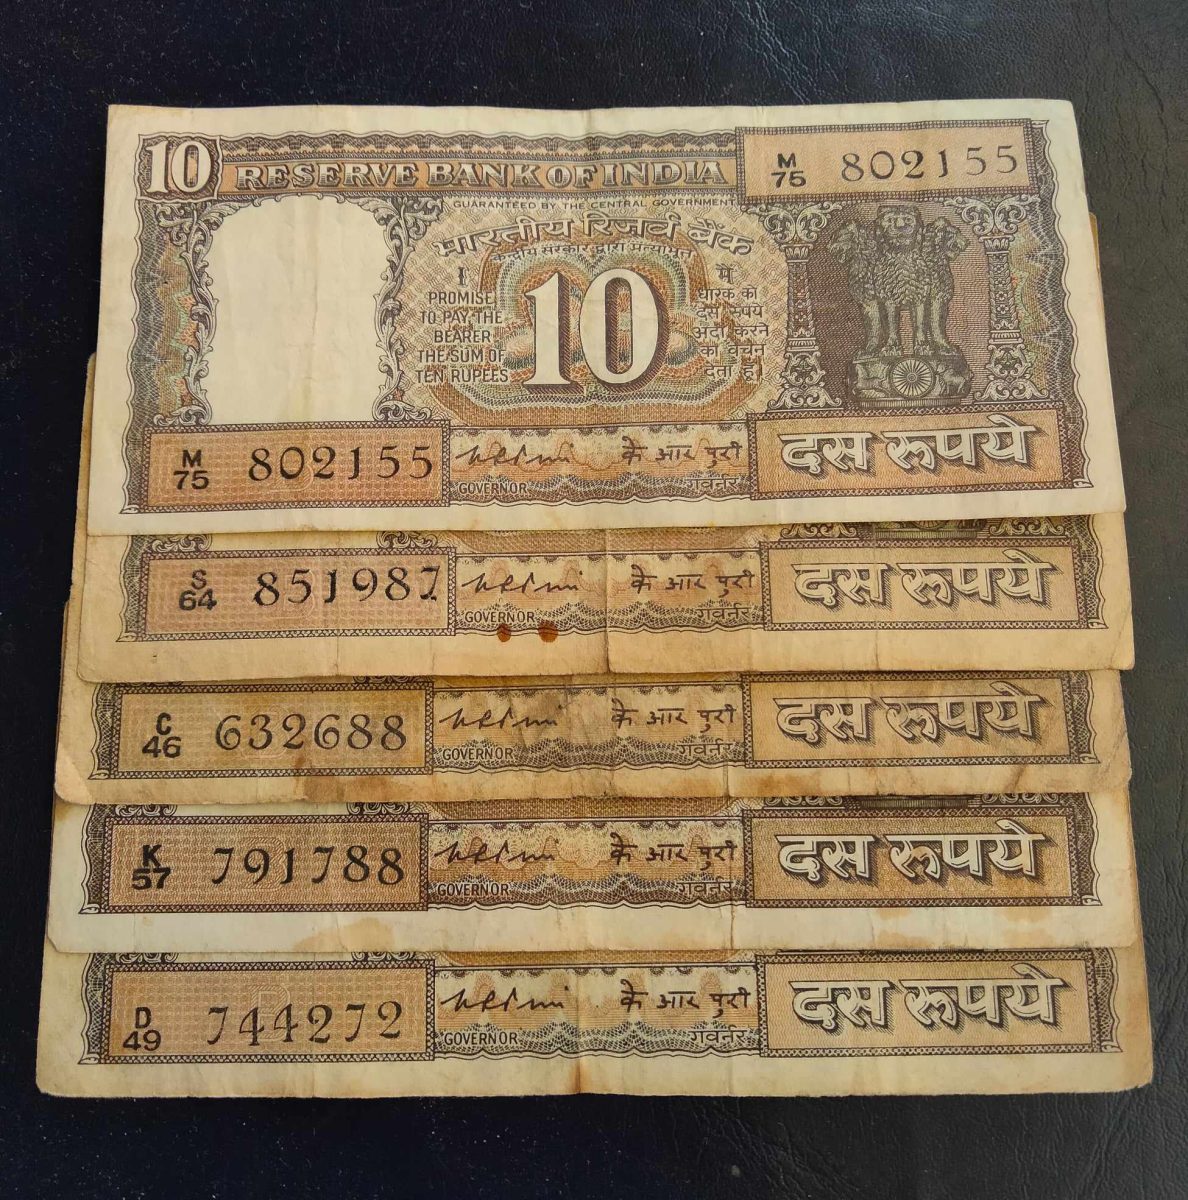 10 RESERVE BANK OF INDIA M/75 802155
GUARANTEED BY THE CENTRAL GOVERNMENT
भारतीय रिज़र्व बैंक
केन्द्रीय सरकार द्वारा प्रत्याभूत
I
PROMISE
TO PAY THE
BEARER
THE SUM OF
TEN RUPEES
10
मैं
धारक को
दस रुपये
अदा करने
का वचन
देता हूँ।
M/75 802155
के आर पुरी
GOVERNOR गवर्नर
दस रूपये
S/64 851987
के आर पुरी
GOVERNOR गवर्नर
दस रूपये
C/46 632688
के आर पुरी
GOVERNOR गवर्नर
दस रूपये
K/57 791788
के आर पुरी
GOVERNOR गवर्नर
दस रूपये
D/49 744272
के आर पुरी
GOVERNOR गवर्नर
दस रूपये